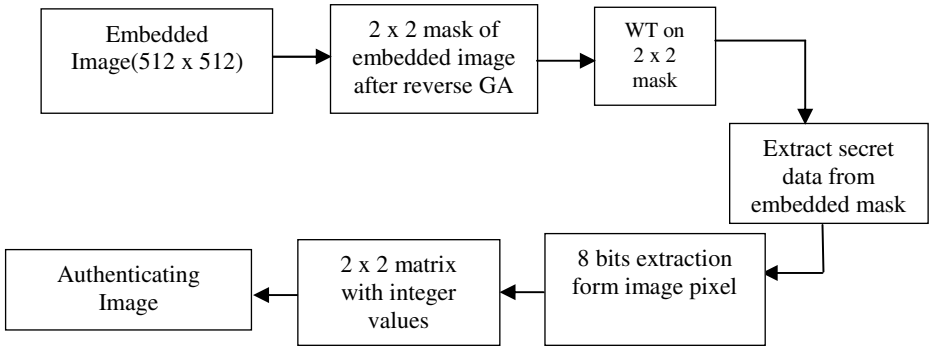 Embedded
Image(512 x 512)
2 x 2 mask of
embedded image
after reverse GA
WT on
2 x 2
mask
Extract secret
data from
embedded mask
8 bits extraction
form image pixel
2 x 2 matrix
with integer
values
Authenticating
Image